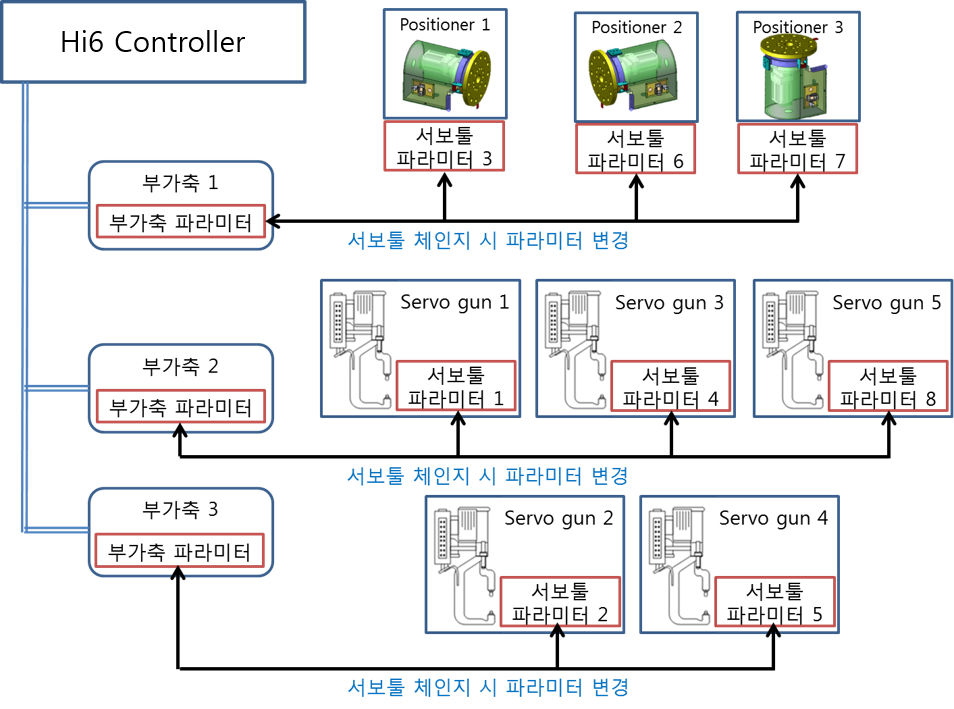 Hi6 Controller
Positioner 1
Positioner 2
Positioner 3
서보툴
파라미터 3
서보툴
파라미터 6
서보툴
파라미터 7
부가축 1
부가축 파라미터
서보툴 체인지 시 파라미터 변경
Servo gun 1
Servo gun 3
Servo gun 5
부가축 2
부가축 파라미터
서보툴
파라미터 1
서보툴
파라미터 4
서보툴
파라미터 8
서보툴 체인지 시 파라미터 변경
부가축 3
부가축 파라미터
Servo gun 2
Servo gun 4
서보툴
파라미터 2
서보툴
파라미터 5
서보툴 체인지 시 파라미터 변경